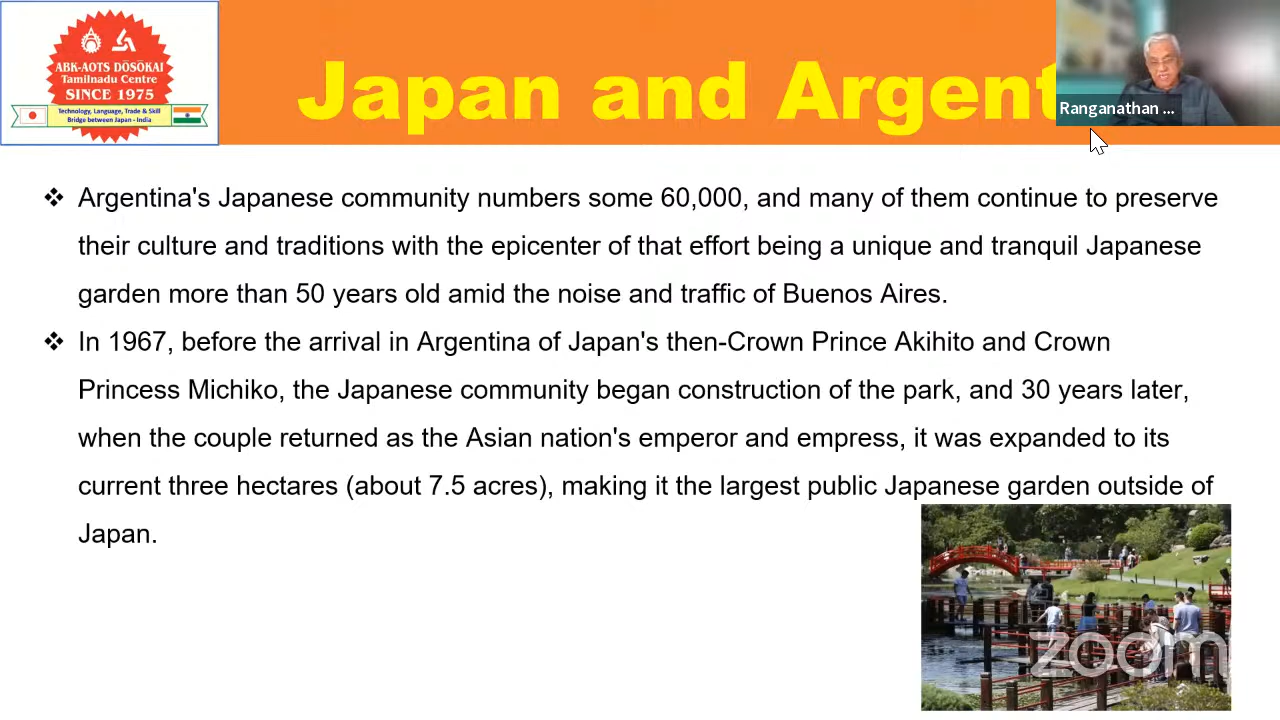 ABK-AOTS DŌSŌKAI
Tamilnadu Centre
SINCE 1975
Technology, Language, Trade & Skill
Bridge between Japan - India
Japan and Argent
Ranganathan ...
❖ Argentina's Japanese community numbers some 60,000, and many of them continue to preserve
their culture and traditions with the epicenter of that effort being a unique and tranquil Japanese
garden more than 50 years old amid the noise and traffic of Buenos Aires.
❖ In 1967, before the arrival in Argentina of Japan's then-Crown Prince Akihito and Crown
Princess Michiko, the Japanese community began construction of the park, and 30 years later,
when the couple returned as the Asian nation's emperor and empress, it was expanded to its
current three hectares (about 7.5 acres), making it the largest public Japanese garden outside of
Japan.
zoom